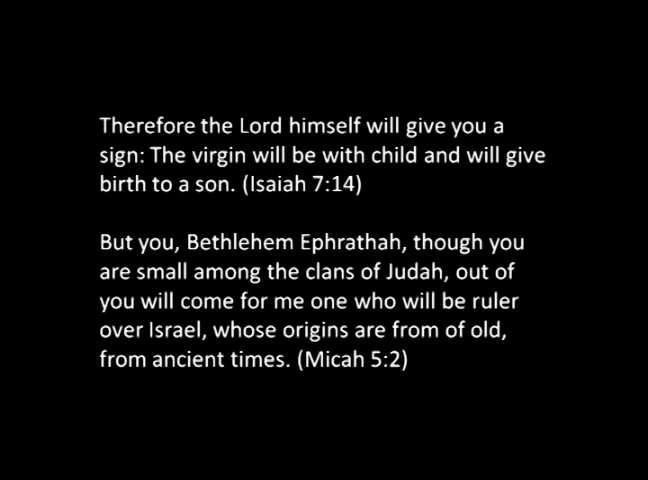 Therefore the Lord himself will give you a
sign: The virgin will be with child and will give
birth to a son. (Isaiah 7:14)
But you, Bethlehem Ephrathah, though you
are small among the clans of Judah, out of
you will come for me one who will be ruler
over Israel, whose origins are from of old,
from ancient times. (Micah 5:2)